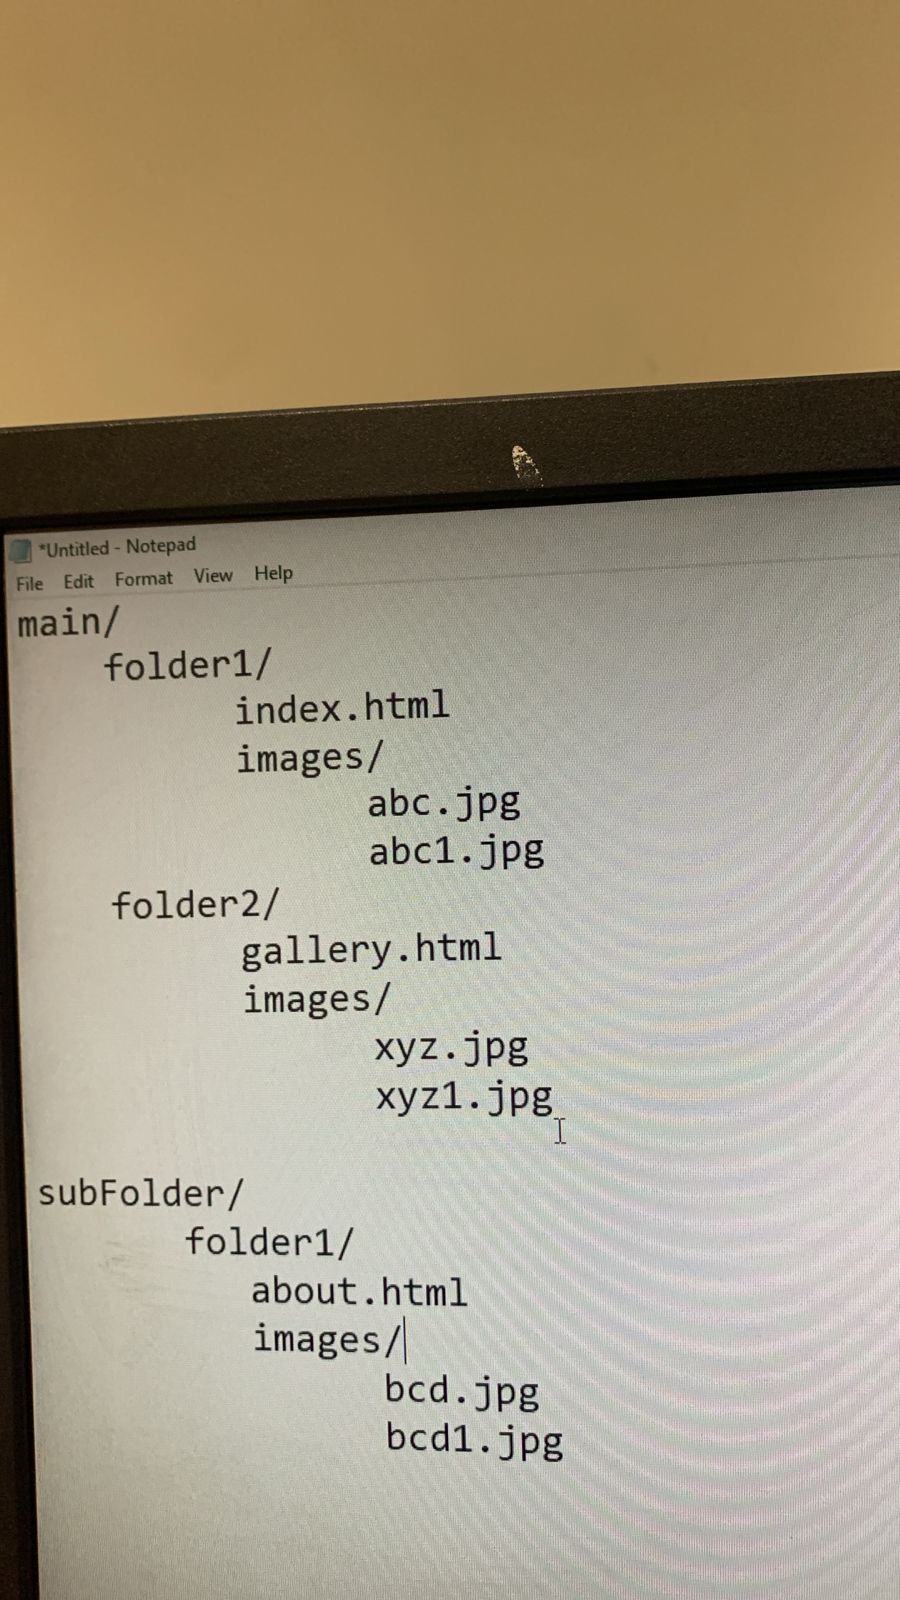 *Untitled - Notepad
File Edit Format View Help
main/
folder1/
index.html
images/
abc.jpg
abc1.jpg
folder2/
gallery.html
images/
xyz.jpg
xyz1.jpg
subFolder/
folder1/
about.html
images/
bcd.jpg
bcd1.jpg